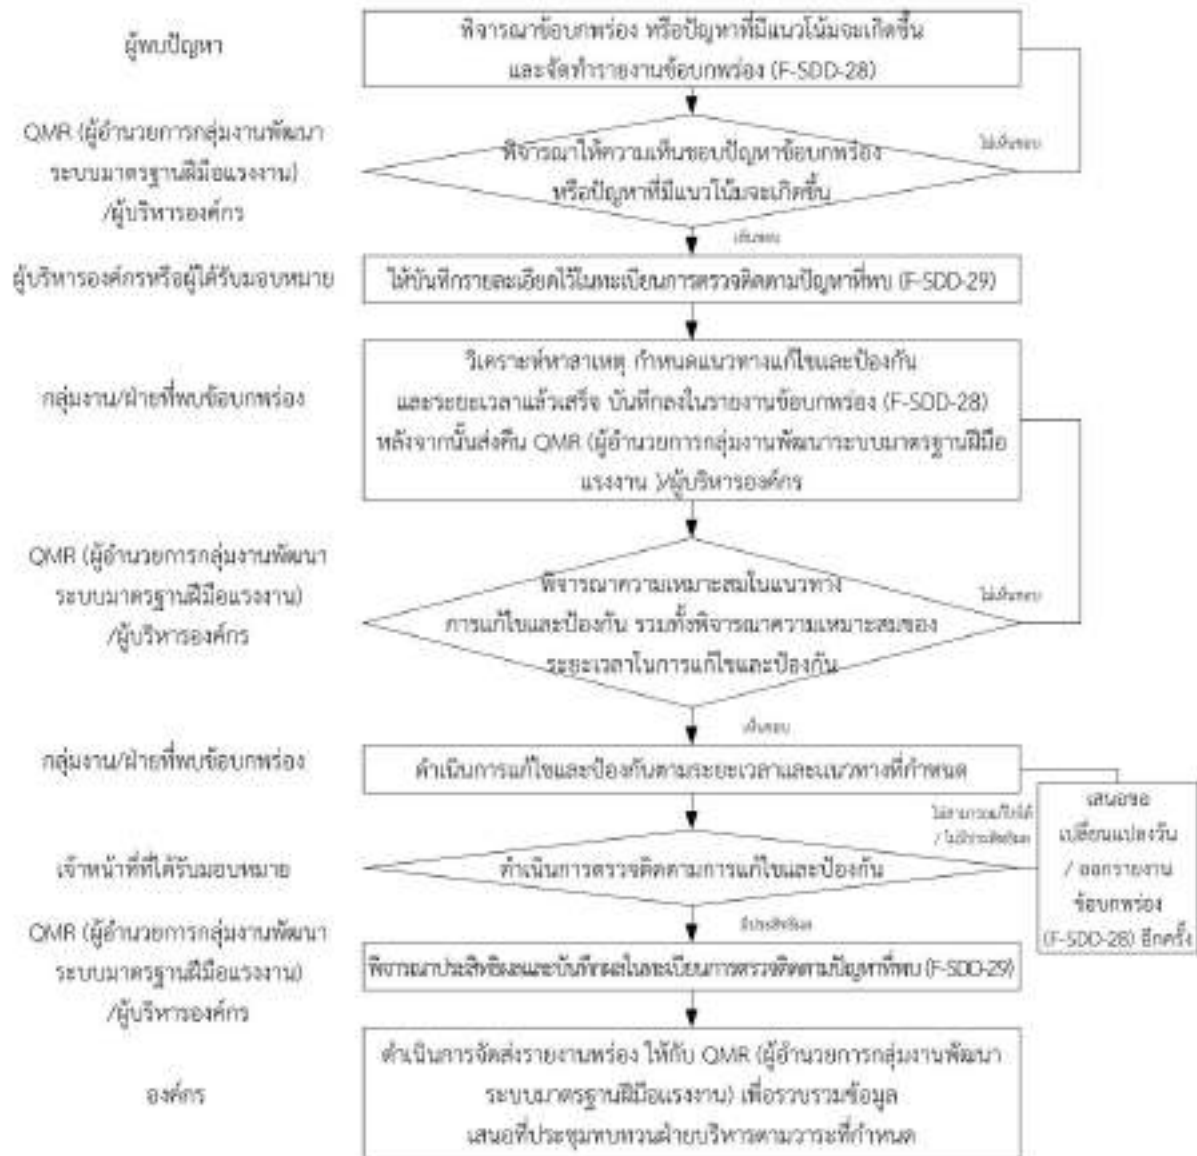 ผู้พบปัญหา
พิจารณาข้อบกพร่อง หรือปัญหาที่มีแนวโน้มจะเกิดขึ้น
และจัดทำรายงานข้อบกพร่อง (F-SDD-28)
QMR (ผู้อำนวยการกลุ่มงานพัฒนา
ระบบมาตรฐานฝีมือแรงงาน)
/ผู้บริหารองค์กร
พิจารณาให้ความเห็นชอบปัญหาข้อบกพร่อง
หรือปัญหาที่มีแนวโน้มจะเกิดขึ้น
ไม่เห็นชอบ
เห็นชอบ
ผู้บริหารองค์กรหรือผู้ได้รับมอบหมาย
ให้บันทึกรายละเอียดไว้ในทะเบียนการตรวจติดตามปัญหาที่พบ (F-SDD-29)
กลุ่มงาน/ฝ่ายที่พบข้อบกพร่อง
วิเคราะห์หาสาเหตุ กำหนดแนวทางแก้ไขและป้องกัน
และระยะเวลาแล้วเสร็จ บันทึกลงในรายงานข้อบกพร่อง (F-SDD-28)
หลังจากนั้นส่งคืน QMR (ผู้อำนวยการกลุ่มงานพัฒนาระบบมาตรฐานฝีมือ
แรงงาน )/ผู้บริหารองค์กร
QMR (ผู้อำนวยการกลุ่มงานพัฒนา
ระบบมาตรฐานฝีมือแรงงาน)
/ผู้บริหารองค์กร
พิจารณาความเหมาะสมในแนวทาง
การแก้ไขและป้องกัน รวมทั้งพิจารณาความเหมาะสมของ
ระยะเวลาในการแก้ไขและป้องกัน
ไม่เห็นชอบ
เห็นชอบ
กลุ่มงาน/ฝ่ายที่พบข้อบกพร่อง
ดำเนินการแก้ไขและป้องกันตามระยะเวลาและแนวทางที่กำหนด
ไม่สามารถแก้ไขได้
/ ไม่มีประสิทธิผล
เสนอขอ
เปลี่ยนแปลงวัน
/ ออกรายงาน
ข้อบกพร่อง
(F-SDD-28) อีกครั้ง
เจ้าหน้าที่ที่ได้รับมอบหมาย
ดำเนินการตรวจติดตามการแก้ไขและป้องกัน
มีประสิทธิผล
QMR (ผู้อำนวยการกลุ่มงานพัฒนา
ระบบมาตรฐานฝีมือแรงงาน)
/ผู้บริหารองค์กร
พิจารณาประสิทธิผลและบันทึกผลในทะเบียนการตรวจติดตามปัญหาที่พบ (F-SDD-29)
องค์กร
ดำเนินการจัดส่งรายงานพร่อง ให้กับ QMR (ผู้อำนวยการกลุ่มงานพัฒนา
ระบบมาตรฐานฝีมือแรงงาน) เพื่อรวบรวมข้อมูล
เสนอที่ประชุมทบทวนฝ่ายบริหารตามวาระที่กำหนด